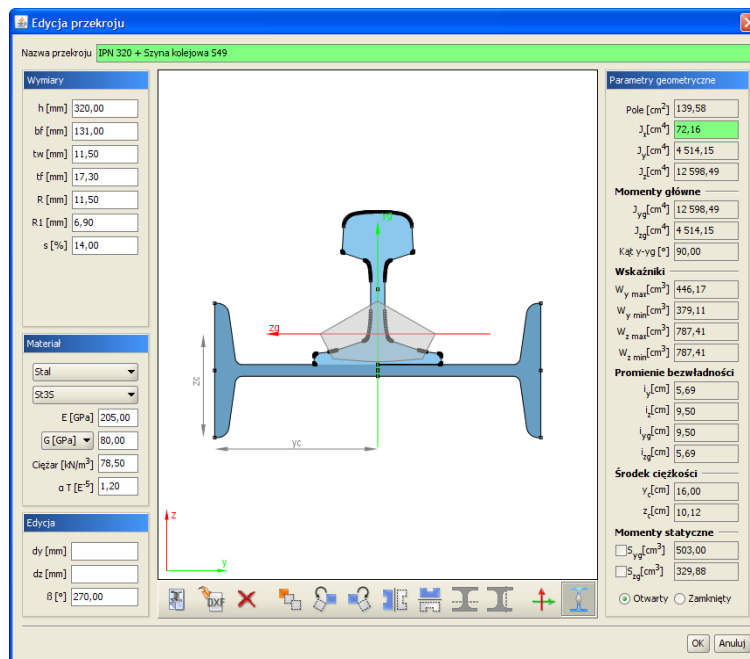 Edycja przekroju
Nazwa przekroju IPN 320 + Szyna kolejowa S49
Wymiary
h [mm] 320,00
bf [mm] 131,00
tw [mm] 11,50
tf [mm] 17,30
R [mm] 11,50
R1 [mm] 6,90
s [%] 14,00
Materiał
Stal
St3S
E [GPa] 205,00
G [GPa] 80,00
Ciężar [kN/m³] 78,50
α T [E⁻⁵] 1,20
Edycja
dy [mm]
dz [mm]
β [°] 270,00
yg
zg
zc
yc
z
y
DXF
Parametry geometryczne
Pole [cm²] 139,58
Jₓ[cm⁴] 72,16
Jy[cm⁴] 4 514,15
Jz[cm⁴] 12 598,49
Momenty główne
Jyg[cm⁴] 12 598,49
Jzg[cm⁴] 4 514,15
Kąt y-yg [°] 90,00
Wskaźniki
Wy max[cm³] 446,17
Wy min[cm³] 379,11
Wz max[cm³] 787,41
Wz min[cm³] 787,41
Promienie bezwładności
iy[cm] 5,69
iz[cm] 9,50
iyg[cm] 9,50
izg[cm] 5,69
Środek ciężkości
yc[cm] 16,00
zc[cm] 10,12
Momenty statyczne
Syg[cm³] 503,00
Szg[cm³] 329,88
Otwarty Zamknięty
OK Anuluj